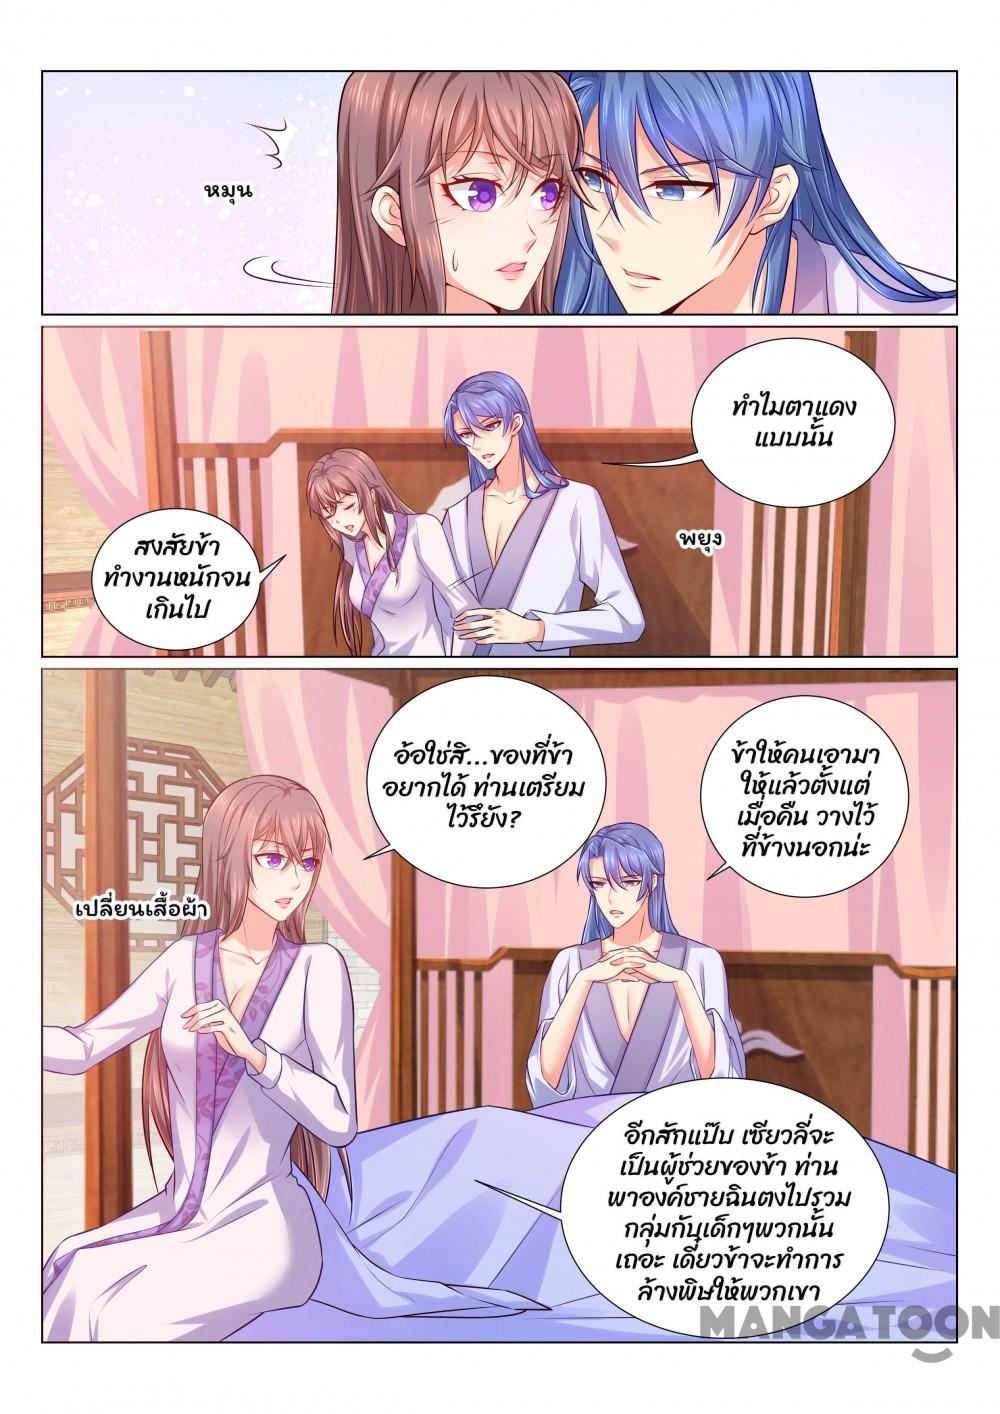 หมุน
ทำไมตาแดง
แบบนั้น
พยุง
สงสัยข้า
ทำงานหนักจน
เกินไป
อ้อใช่สิ...ของที่ข้า
อยากได้ ท่านเตรียม
ไว้รึยัง?
ข้าให้คนเอามา
ให้แล้วตั้งแต่
เมื่อคืน วางไว้
ที่ข้างนอกน่ะ
เปลี่ยนเสื้อผ้า
อีกสักแป๊บ เซียวลี่จะ
เป็นผู้ช่วยของข้า ท่าน
พาองค์ชายฉินตงไปรวม
กลุ่มกับเด็กๆพวกนั้น
เถอะ เดี๋ยวข้าจะทำการ
ล้างพิษให้พวกเขา
MANGATOON